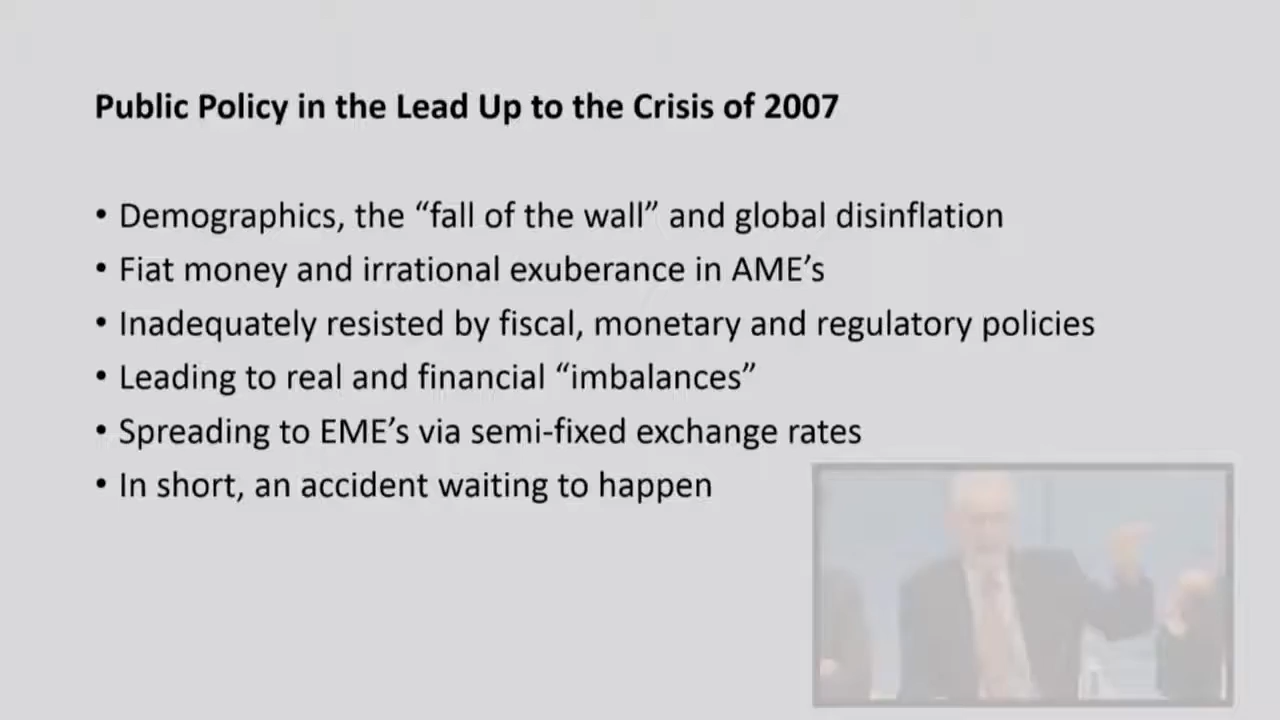 Public Policy in the Lead Up to the Crisis of 2007
• Demographics, the “fall of the wall” and global disinflation
• Fiat money and irrational exuberance in AME’s
• Inadequately resisted by fiscal, monetary and regulatory policies
• Leading to real and financial “imbalances”
• Spreading to EME’s via semi-fixed exchange rates
• In short, an accident waiting to happen